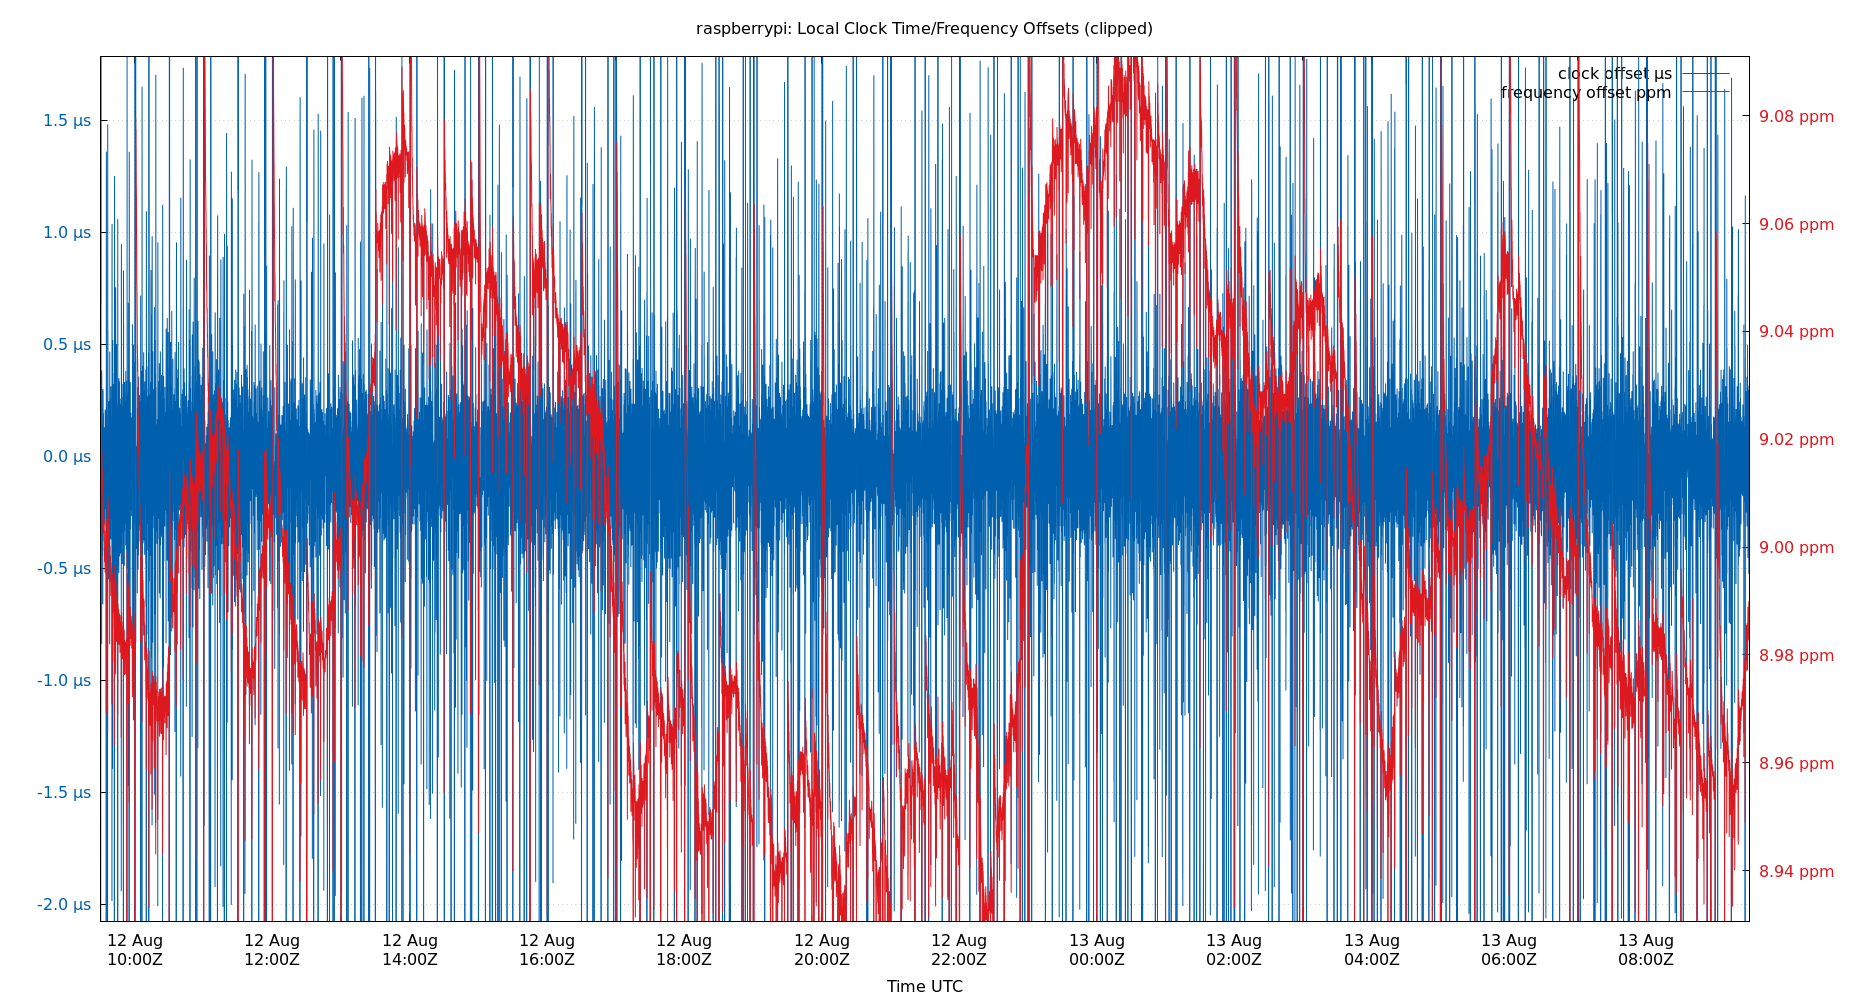 raspberrypi: Local Clock Time/Frequency Offsets (clipped)
clock offset µs
frequency offset ppm
1.5 µs
1.0 µs
0.5 µs
0.0 µs
-0.5 µs
-1.0 µs
-1.5 µs
-2.0 µs
9.08 ppm
9.06 ppm
9.04 ppm
9.02 ppm
9.00 ppm
8.98 ppm
8.96 ppm
8.94 ppm
12 Aug 12 Aug 12 Aug 12 Aug 12 Aug 12 Aug 12 Aug 13 Aug 13 Aug 13 Aug 13 Aug 13 Aug
10:00Z 12:00Z 14:00Z 16:00Z 18:00Z 20:00Z 22:00Z 00:00Z 02:00Z 04:00Z 06:00Z 08:00Z
Time UTC